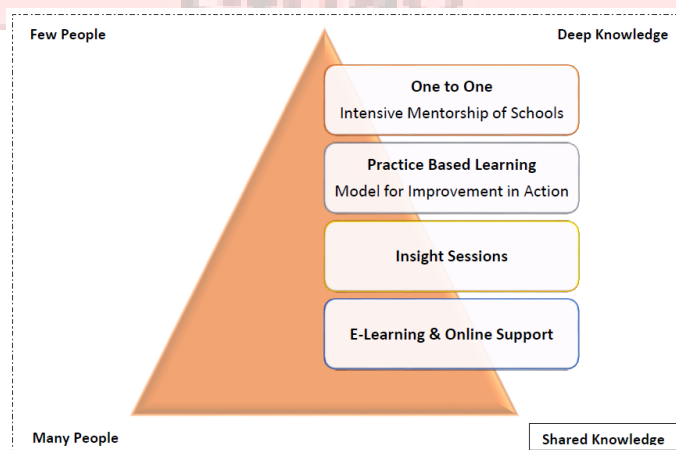 Few People
Deep Knowledge
One to One
Intensive Mentorship of Schools
Practice Based Learning
Model for Improvement in Action
Insight Sessions
E-Learning & Online Support
Many People
Shared Knowledge